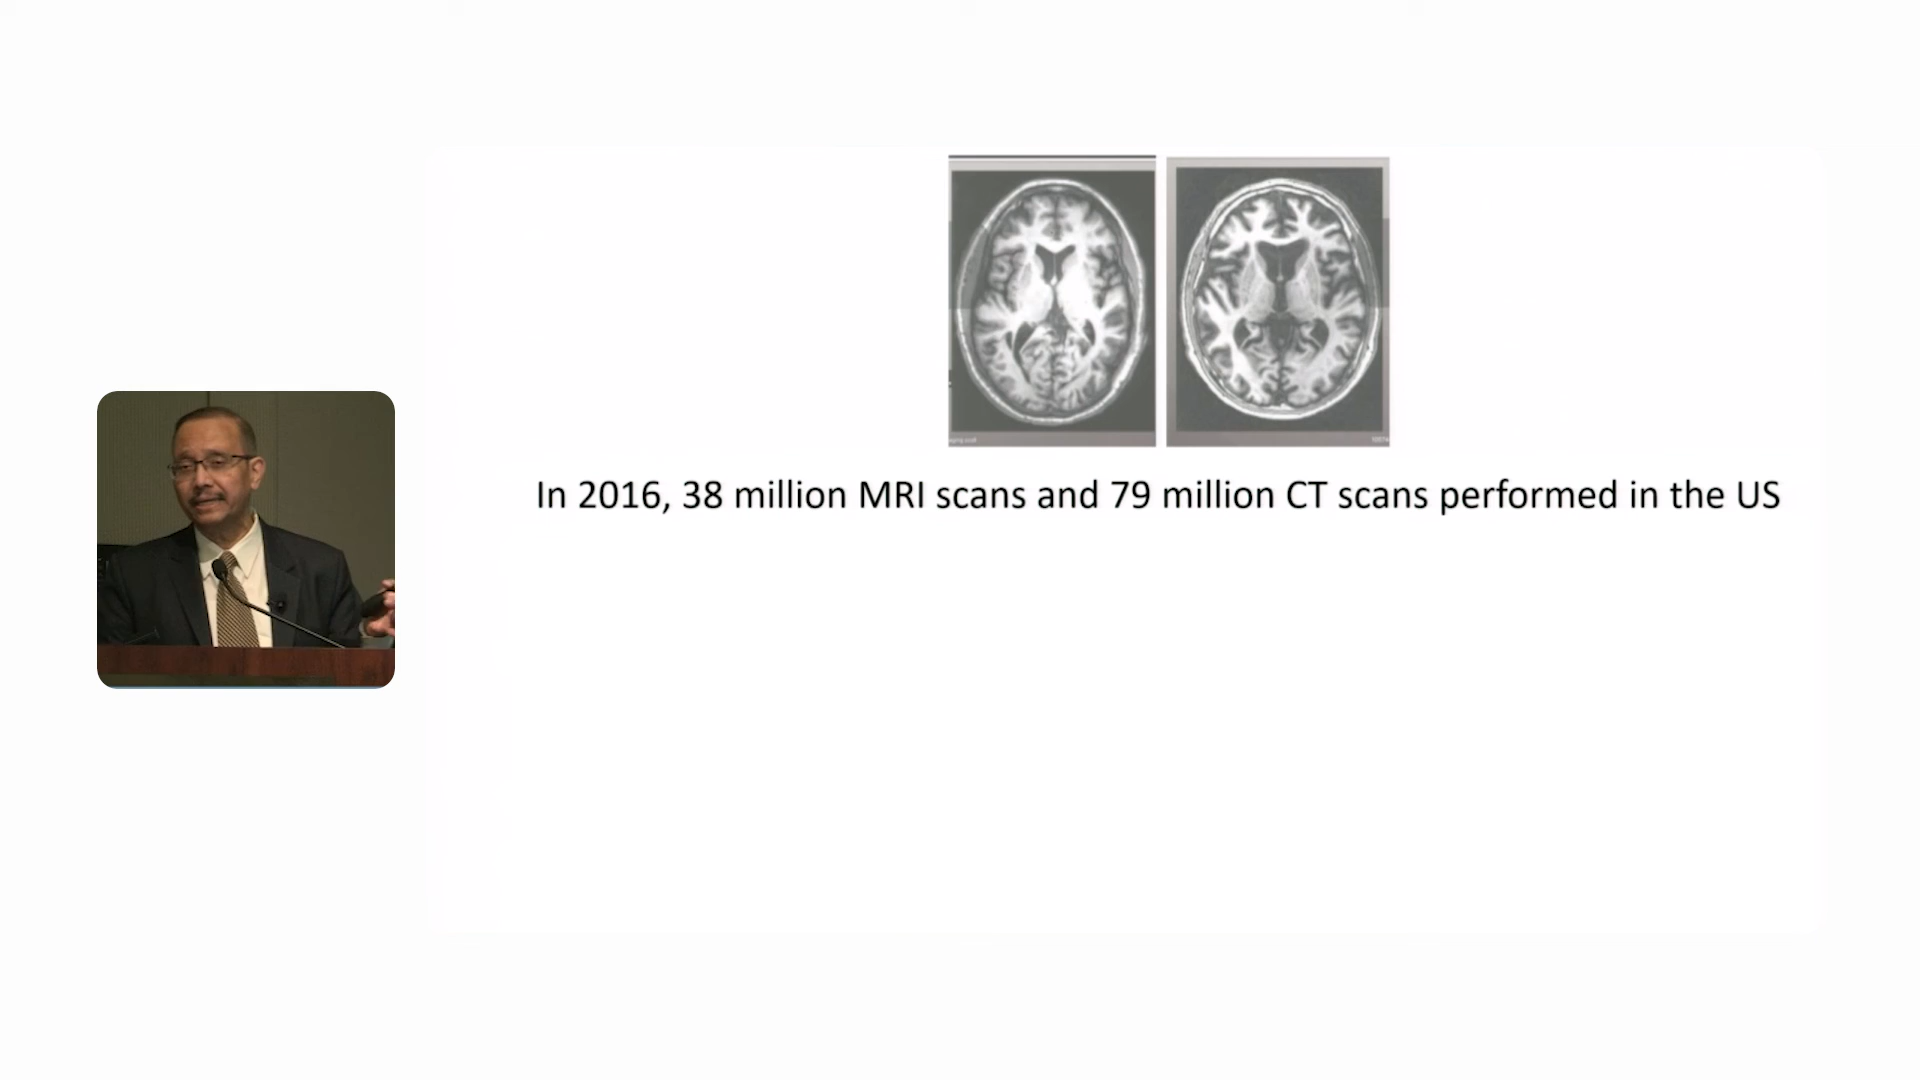 In 2016, 38 million MRI scans and 79 million CT scans performed in the US